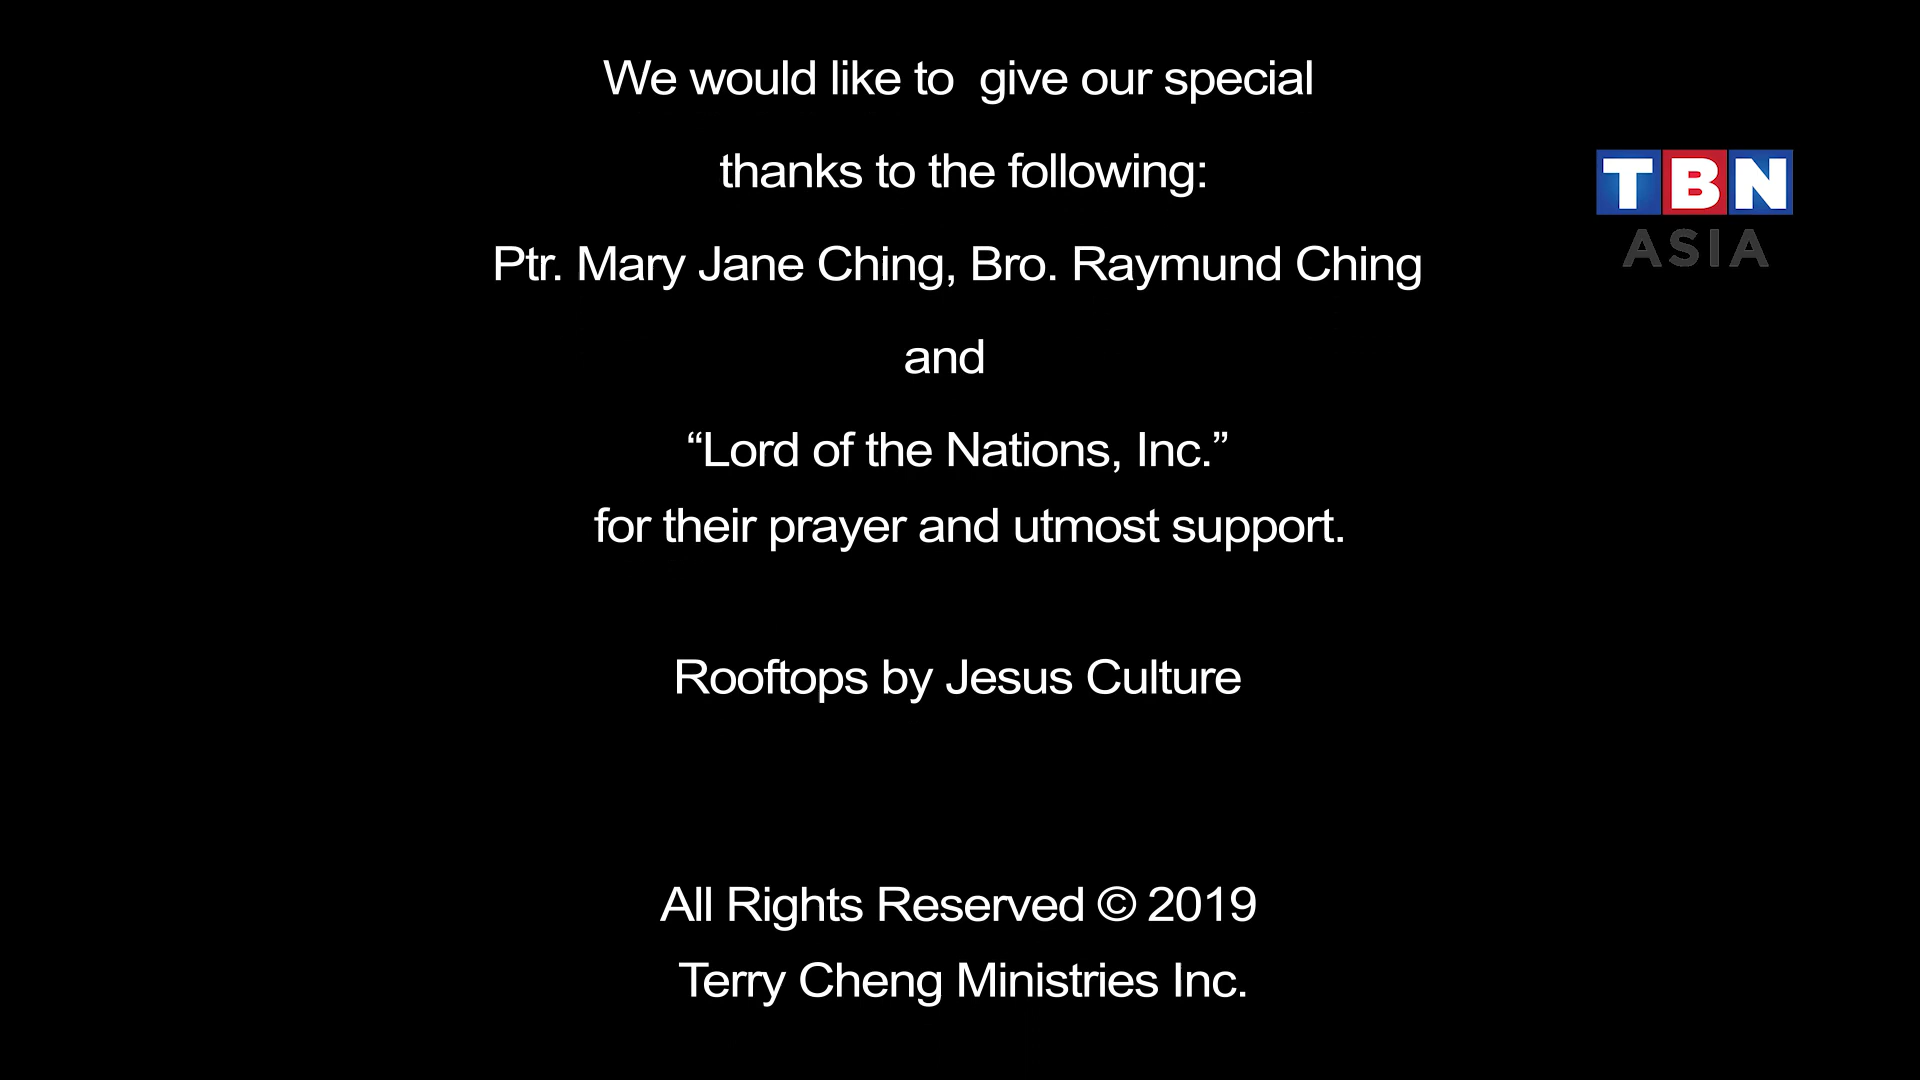 We would like to  give our special
thanks to the following:
TBN
ASIA
Ptr. Mary Jane Ching, Bro. Raymund Ching
and
“Lord of the Nations, Inc.”
for their prayer and utmost support.
Rooftops by Jesus Culture
All Rights Reserved © 2019
Terry Cheng Ministries Inc.